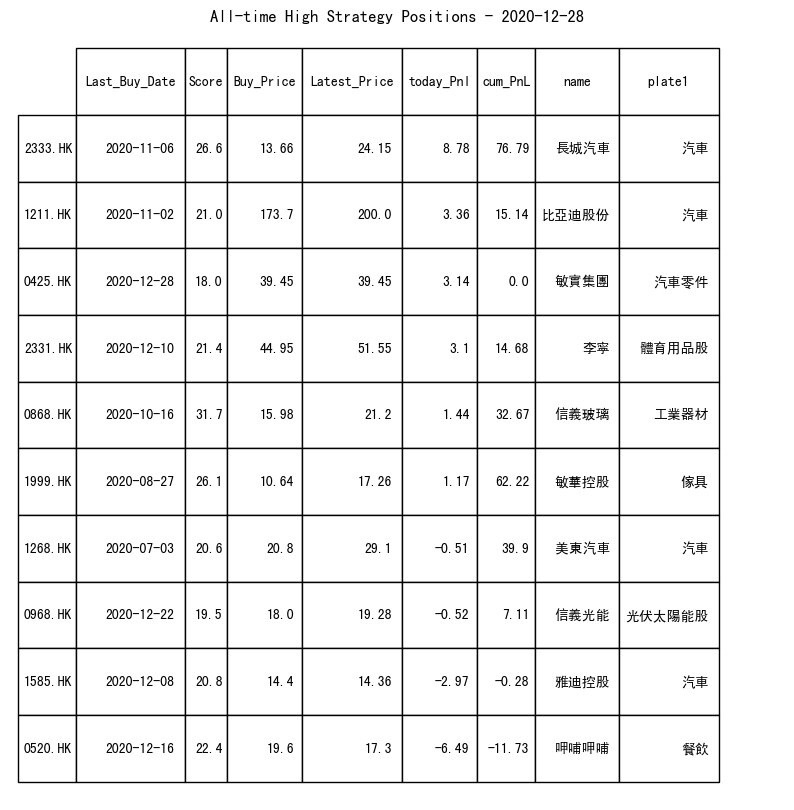 All-time High Strategy Positions - 2020-12-28
Last_Buy_Date Score Buy_Price Latest_Price today_Pnl cum_PnL name plate1
2333.HK 2020-11-06 26.6 13.66 24.15 8.78 76.79 長城汽車 汽車
1211.HK 2020-11-02 21.0 173.7 200.0 3.36 15.14 比亞迪股份 汽車
0425.HK 2020-12-28 18.0 39.45 39.45 3.14 0.0 敏實集團 汽車零件
2331.HK 2020-12-10 21.4 44.95 51.55 3.1 14.68 李寧 體育用品股
0868.HK 2020-10-16 31.7 15.98 21.2 1.44 32.67 信義玻璃 工業器材
1999.HK 2020-08-27 26.1 10.64 17.26 1.17 62.22 敏華控股 傢具
1268.HK 2020-07-03 20.6 20.8 29.1 -0.51 39.9 美東汽車 汽車
0968.HK 2020-12-22 19.5 18.0 19.28 -0.52 7.11 信義光能 光伏太陽能股
1585.HK 2020-12-08 20.8 14.4 14.36 -2.97 -0.28 雅迪控股 汽車
0520.HK 2020-12-16 22.4 19.6 17.3 -6.49 -11.73 呷哺呷哺 餐飲